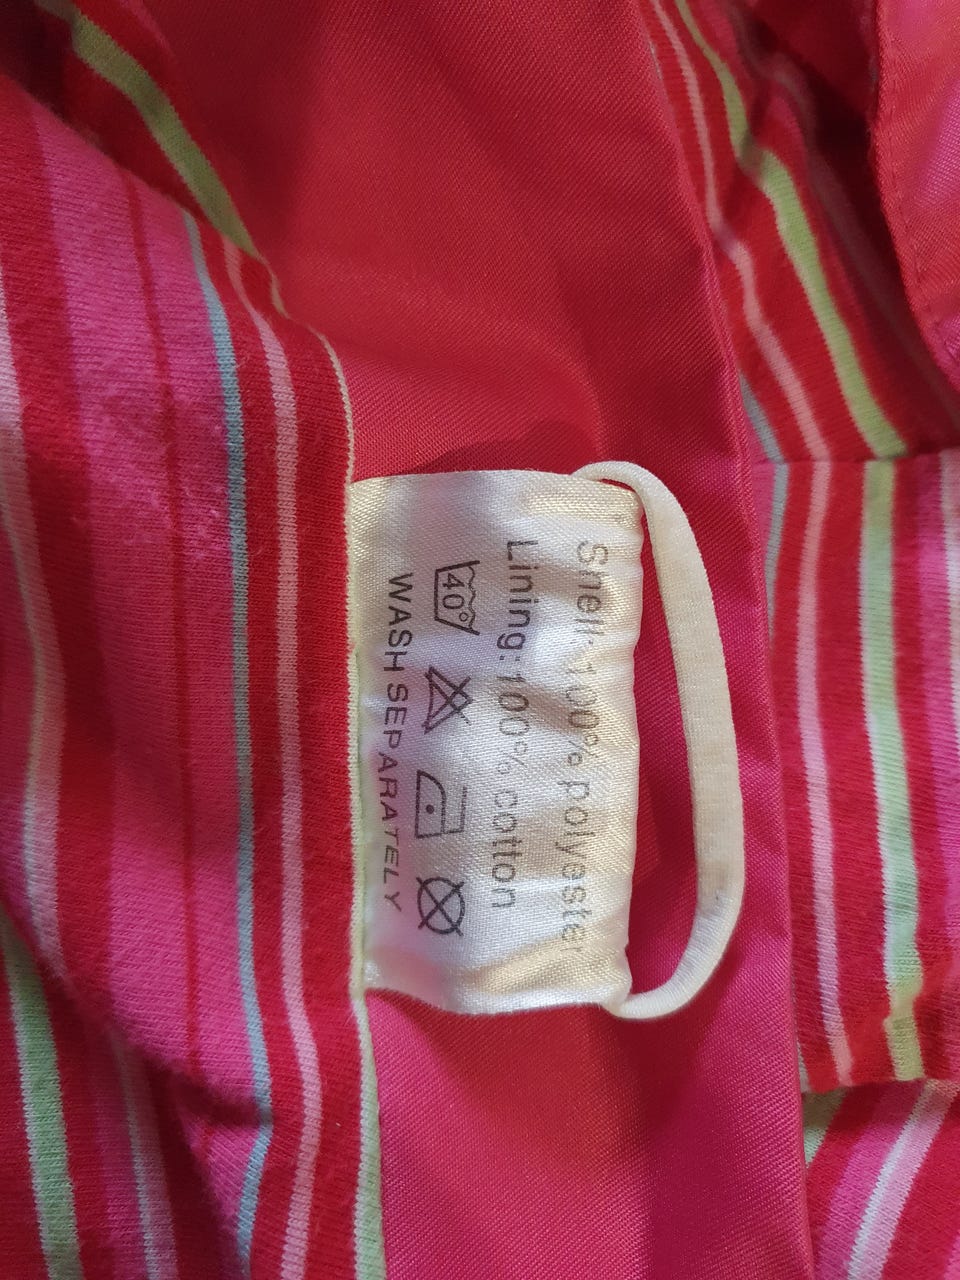 Shell: 100% polyester
Lining: 100% cotton
40°
WASH SEPARATELY